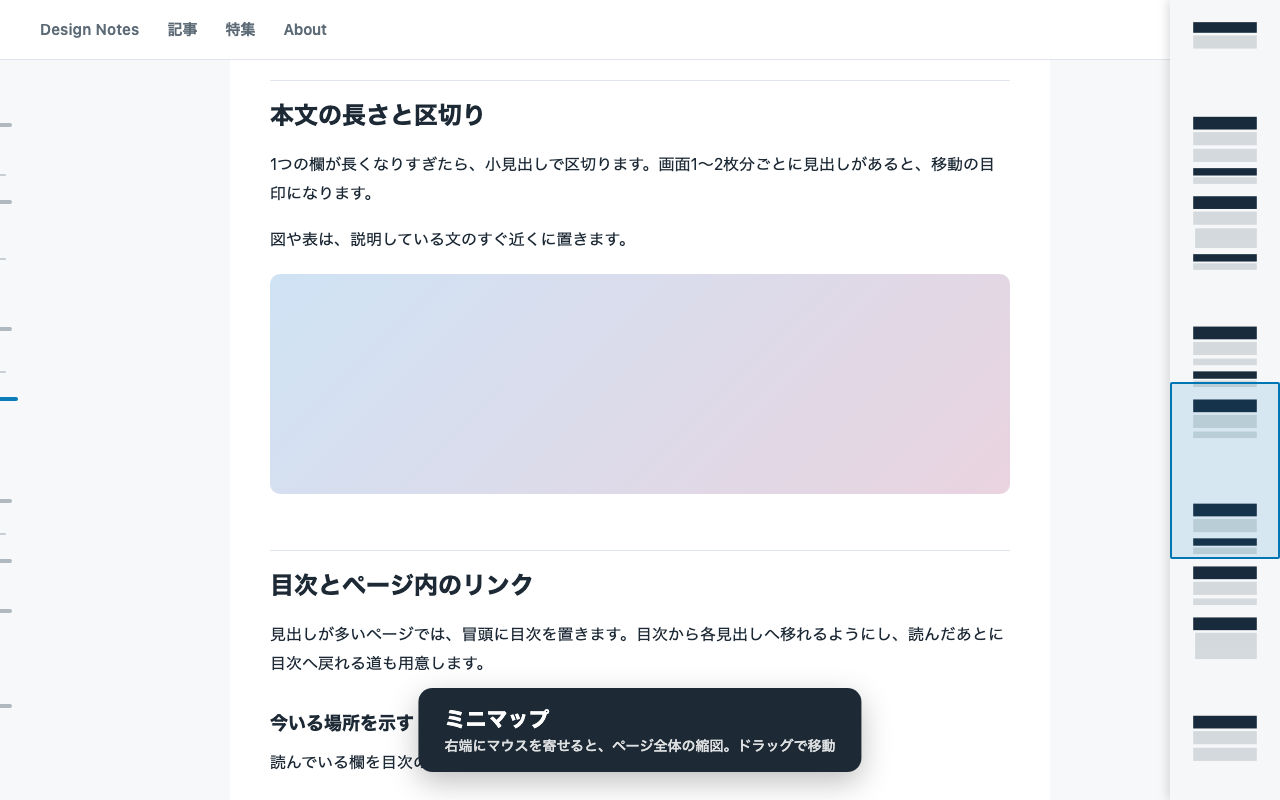 Design Notes 記事 特集 About
本文の長さと区切り
1つの欄が長くなりすぎたら、小見出しで区切ります。画面1〜2枚分ごとに見出しがあると、移動の目
印になります。
図や表は、説明している文のすぐ近くに置きます。
目次とページ内のリンク
見出しが多いページでは、冒頭に目次を置きます。目次から各見出しへ移れるようにし、読んだあとに
目次へ戻れる道も用意します。
今いる場所を示す
読んでいる欄を目次の
ミニマップ
右端にマウスを寄せると、ページ全体の縮図。ドラッグで移動